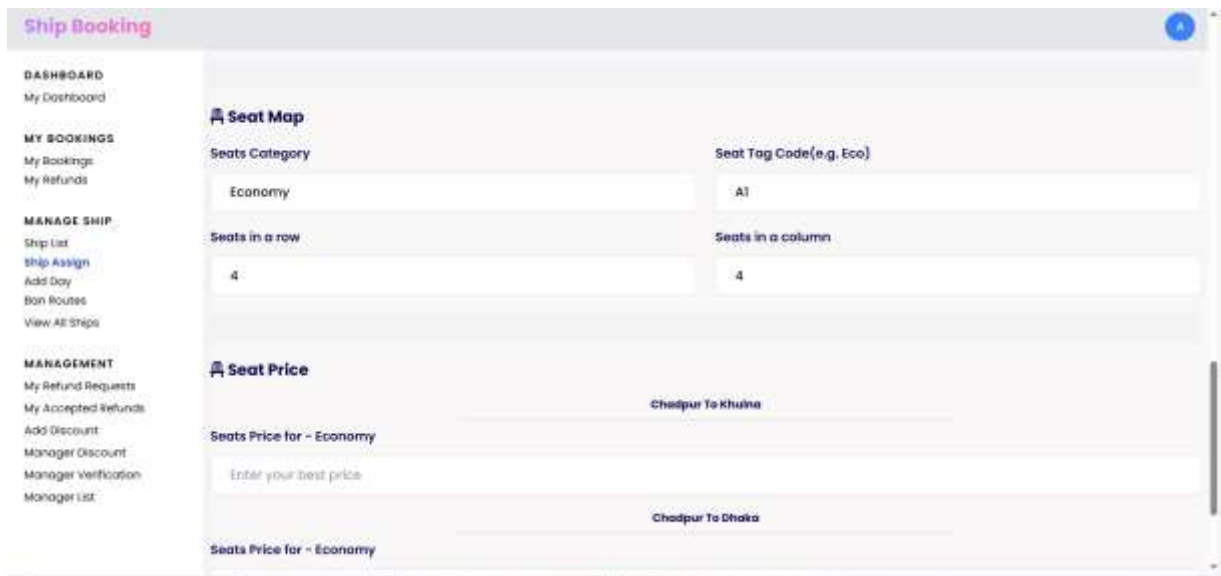 Ship Booking
A
DASHBOARD
My Dashboard
MY BOOKINGS
My Bookings
My Refunds
MANAGE SHIP
Ship List
Ship Assign
Add Day
Ban Routes
View All Ships
MANAGEMENT
My Refund Requests
My Accepted Refunds
Add Discount
Manager Discount
Manager Verification
Manager List
Seat Map
Seats Category
Seat Tag Code(e.g. Eco)
Economy
A1
Seats in a row
Seats in a column
4
4
Seat Price
Chadpur To Khulna
Seats Price for - Economy
Enter your best price
Chadpur To Dhaka
Seats Price for - Economy